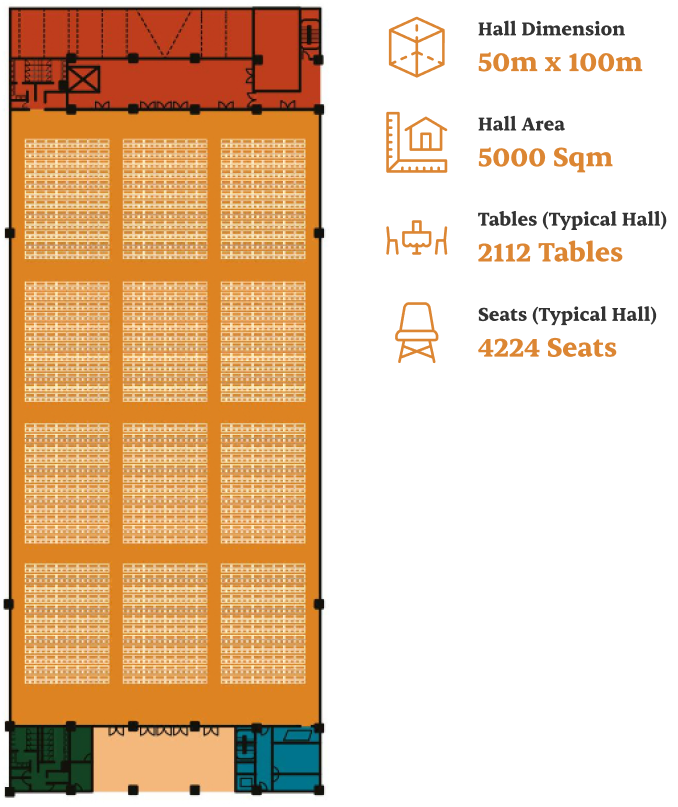 Hall Dimension
50m x 100m
Hall Area
5000 Sqm
Tables (Typical Hall)
2112 Tables
Seats (Typical Hall)
4224 Seats